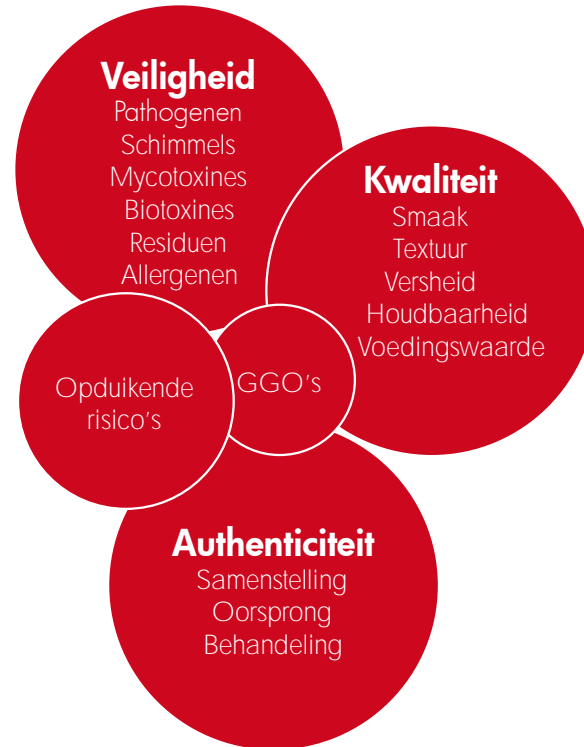 Veiligheid
Pathogenen
Schimmels
Mycotoxines
Biotoxines
Residuen
Allergenen
Kwaliteit
Smaak
Textuur
Versheid
Houdbaarheid
Voedingswaarde
Opduikende
risico's
GGO's
Authenticiteit
Samenstelling
Oorsprong
Behandeling